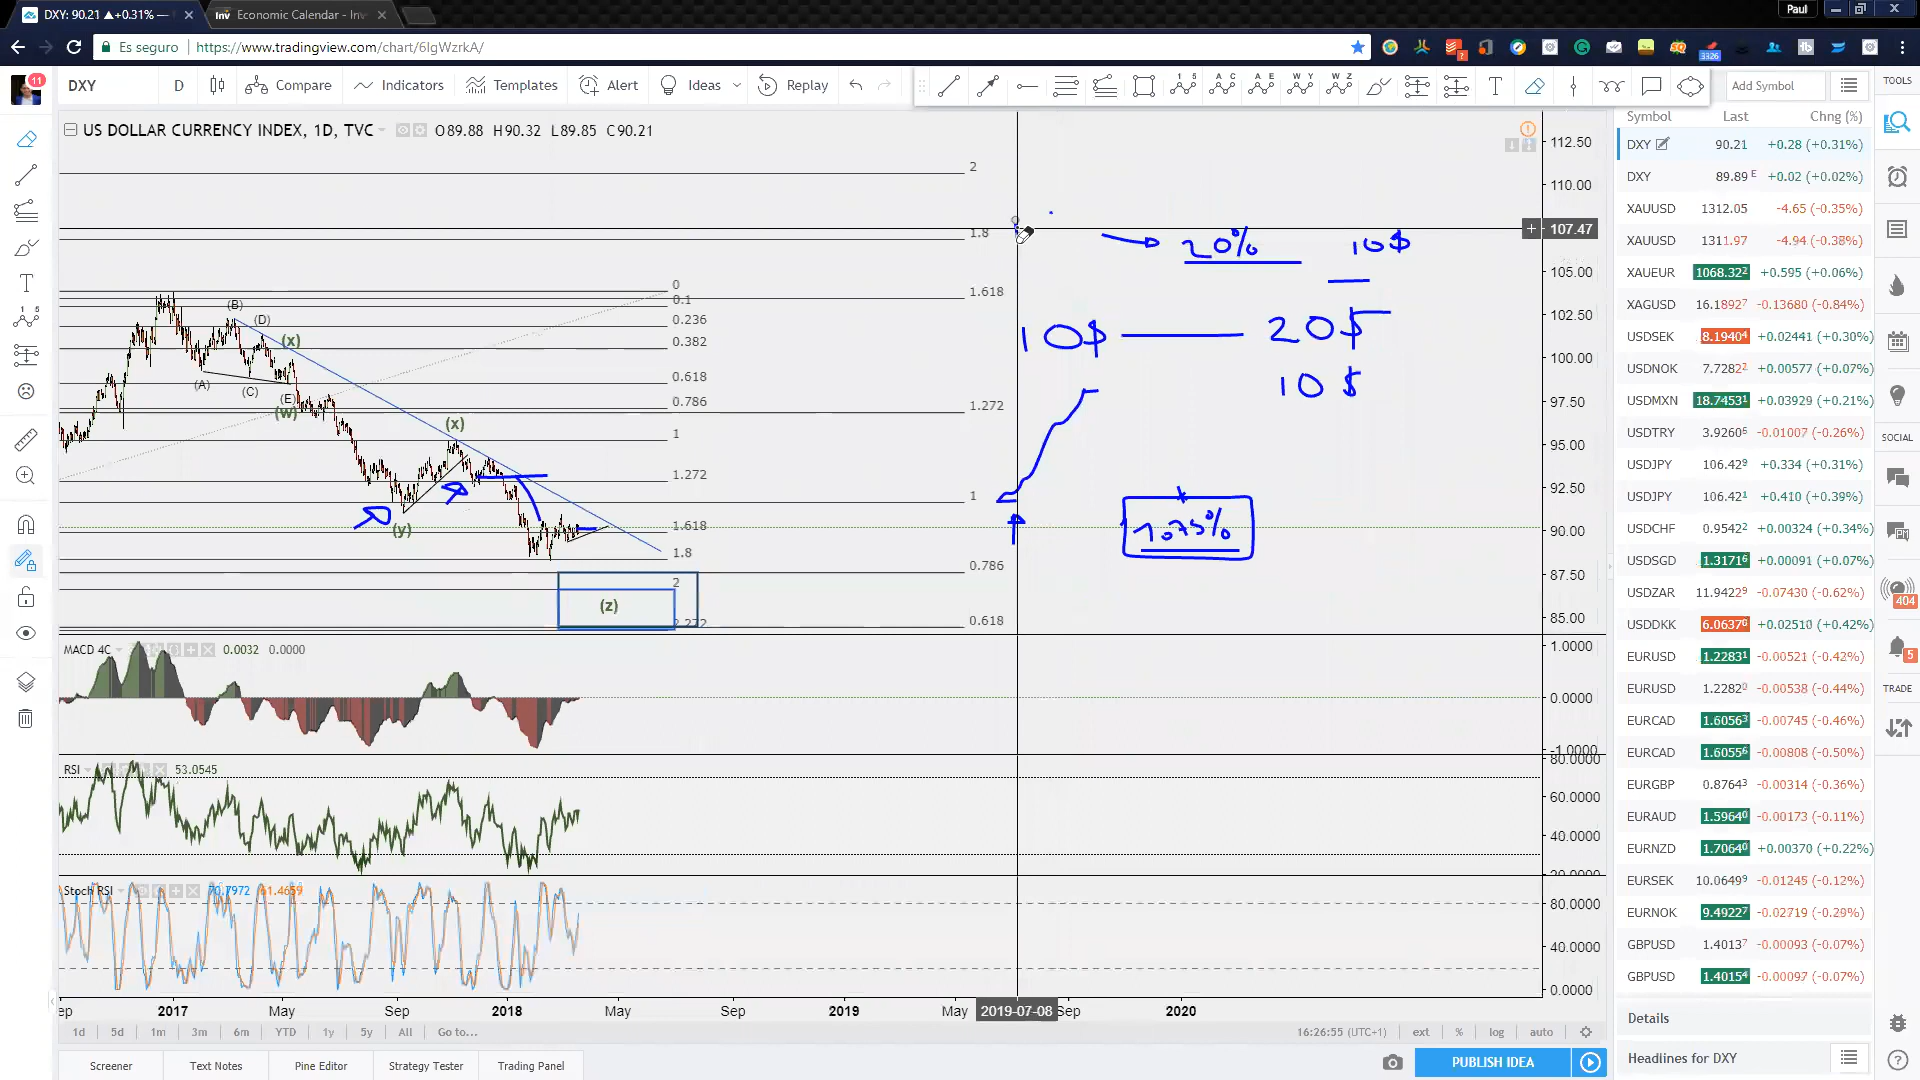 DXY: 90.21 ▲+0.31% —
Economic Calendar - Inv
Paul
Es seguro
https://www.tradingview.com/chart/6IgWzrkA/
3326
11
DXY
D
Compare
Indicators
Templates
Alert
Ideas
Replay
Add Symbol
TOOLS
US DOLLAR CURRENCY INDEX, 1D, TVC
O89.88 H90.32 L89.85 C90.21
2
1.8
1.618
1.272
1
0.786
0.618
0
0.1
0.236
0.382
0.618
0.786
1
1.272
1.618
1.8
2
(A)
(B)
(C)
(D)
(E)
(x)
(w)
(x)
(y)
(z)
20%
10$
10$
20$
10$
112.50
110.00
107.47
105.00
102.50
100.00
97.50
95.00
92.50
90.00
87.50
85.00
MACD 4C
0.0032 0.0000
1.0000
0.0000
-1.0000
RSI
53.0545
80.0000
60.0000
40.0000
20.0000
Stoch RSI
70.7972 61.4659
80.0000
40.0000
0.0000
2017
May
Sep
2018
May
Sep
2019
May
2019-07-08
Sep
2020
1d 5d 1m 3m 6m YTD 1y 5y All Go to...
16:26:55 (UTC+1)
ext % log auto
Screener
Text Notes
Pine Editor
Strategy Tester
Trading Panel
PUBLISH IDEA
Symbol Last Chng (%)
DXY 90.21 +0.28 (+0.31%)
DXY 89.89 E +0.02 (+0.02%)
XAUUSD 1312.05 -4.65 (-0.35%)
XAUUSD 1311.97 -4.94 (-0.38%)
XAUEUR 1068.322 +0.595 (+0.06%)
XAGUSD 16.18927 -0.13680 (-0.84%)
USDSEK 8.19404 +0.02441 (+0.30%)
USDNOK 7.72822 +0.00577 (+0.07%)
USDMXN 18.74531 +0.03929 (+0.21%)
USDTRY 3.92606 -0.01007 (-0.26%)
USDJPY 106.429 +0.334 (+0.31%)
USDJPY 106.421 +0.410 (+0.39%)
USDCHF 0.95422 +0.00324 (+0.34%)
USDSGD 1.31716 +0.00091 (+0.07%)
USDZAR 11.94229 -0.07430 (-0.62%)
USDDKK 6.06376 +0.02510 (+0.42%)
EURUSD 1.22831 -0.00521 (-0.42%)
EURUSD 1.22820 -0.00538 (-0.44%)
EURCAD 1.60563 -0.00745 (-0.46%)
EURCAD 1.60556 -0.00808 (-0.50%)
EURGBP 0.87643 -0.00314 (-0.36%)
EURAUD 1.59640 -0.00173 (-0.11%)
EURNZD 1.70640 +0.00370 (+0.22%)
EURSEK 10.06499 -0.01245 (-0.12%)
EURNOK 9.49227 -0.02719 (-0.29%)
GBPUSD 1.40137 -0.00093 (-0.07%)
GBPUSD 1.40154 -0.00097 (-0.07%)
Details
Headlines for DXY
SOCIAL
404
5
TRADE